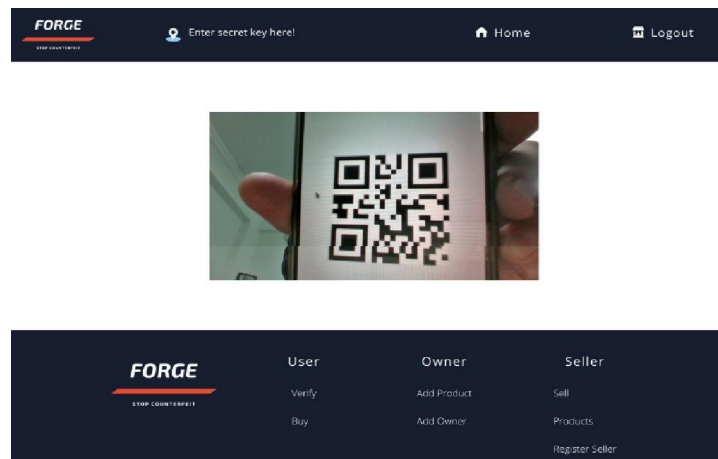 FORGE
STOP COUNTERFEIT
Enter secret key here!
Home
Logout
FORGE
STOP COUNTERFEIT
User
Owner
Seller
Verify
Add Product
Sell
Buy
Add Owner
Products
Register Seller